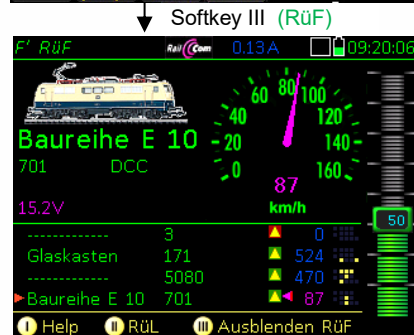 Softkey III (RüF)
F' RüF RailCom 0.13A 09:20:06
60 80 100
40 120
Baureihe E 10 20 140
701 DCC 0 160
87
15.2V km/h
50
------------- 3 0
Glaskasten 171 524
------------- 5080 470
Baureihe E 10 701 87
I Help II RüL III Ausblenden RüF